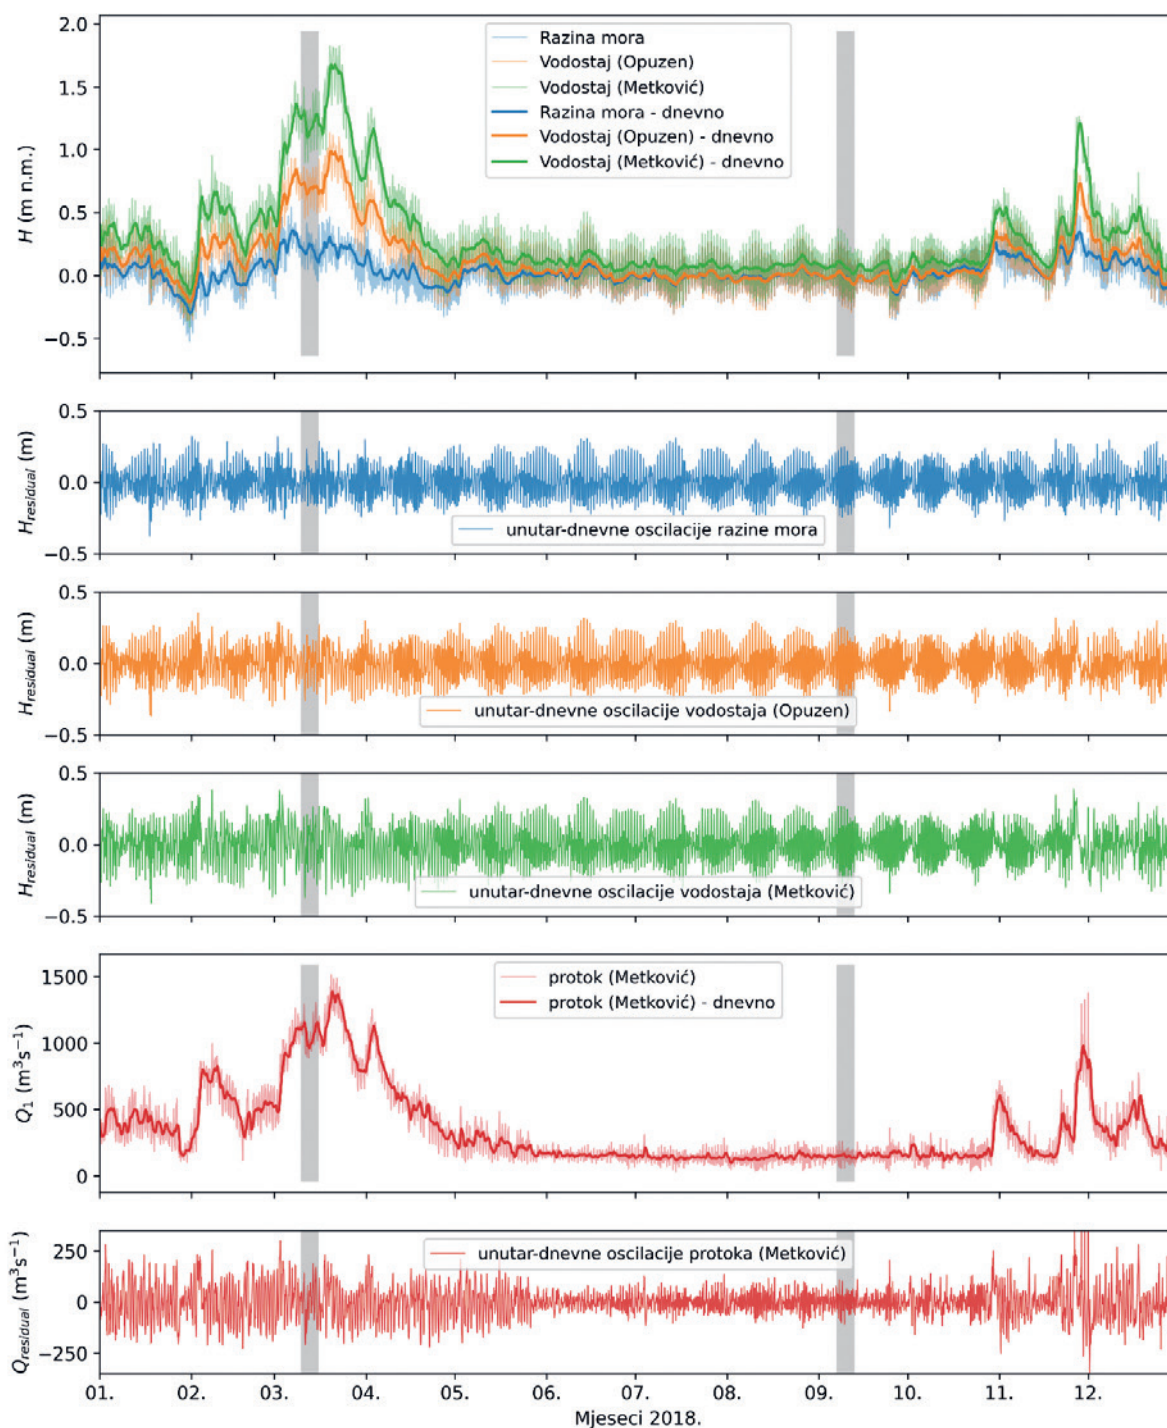 2.0
1.5
1.0
0.5
0.0
−0.5
H (m n.m.)
Razina mora
Vodostaj (Opuzen)
Vodostaj (Metković)
Razina mora - dnevno
Vodostaj (Opuzen) - dnevno
Vodostaj (Metković) - dnevno
0.5
0.0
−0.5
Hresidual (m)
unutar-dnevne oscilacije razine mora
0.5
0.0
−0.5
Hresidual (m)
unutar-dnevne oscilacije vodostaja (Opuzen)
0.5
0.0
−0.5
Hresidual (m)
unutar-dnevne oscilacije vodostaja (Metković)
1500
1000
500
0
Q₁ (m³s⁻¹)
protok (Metković)
protok (Metković) - dnevno
250
0
−250
Qresidual (m³s⁻¹)
unutar-dnevne oscilacije protoka (Metković)
01. 02. 03. 04. 05. 06. 07. 08. 09. 10. 11. 12.
Mjeseci 2018.